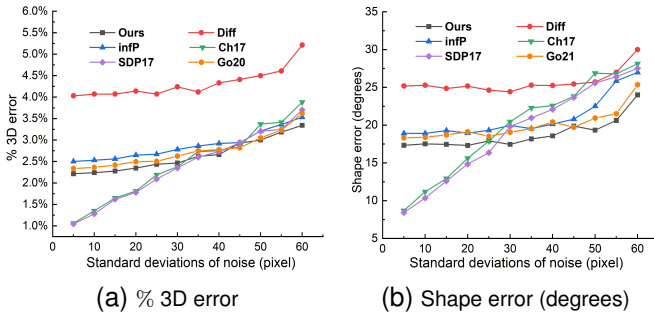 6.0%
5.5%
5.0%
4.5%
4.0%
3.5%
3.0%
2.5%
2.0%
1.5%
1.0%
% 3D error
Ours Diff
infP Ch17
SDP17 Go20
0 10 20 30 40 50 60
Standard deviations of noise (pixel)
(a) % 3D error
35
30
25
20
15
10
5
Shape error (degrees)
Ours Diff
infP Ch17
SDP17 Go21
0 10 20 30 40 50 60
Standard deviations of noise (pixel)
(b) Shape error (degrees)